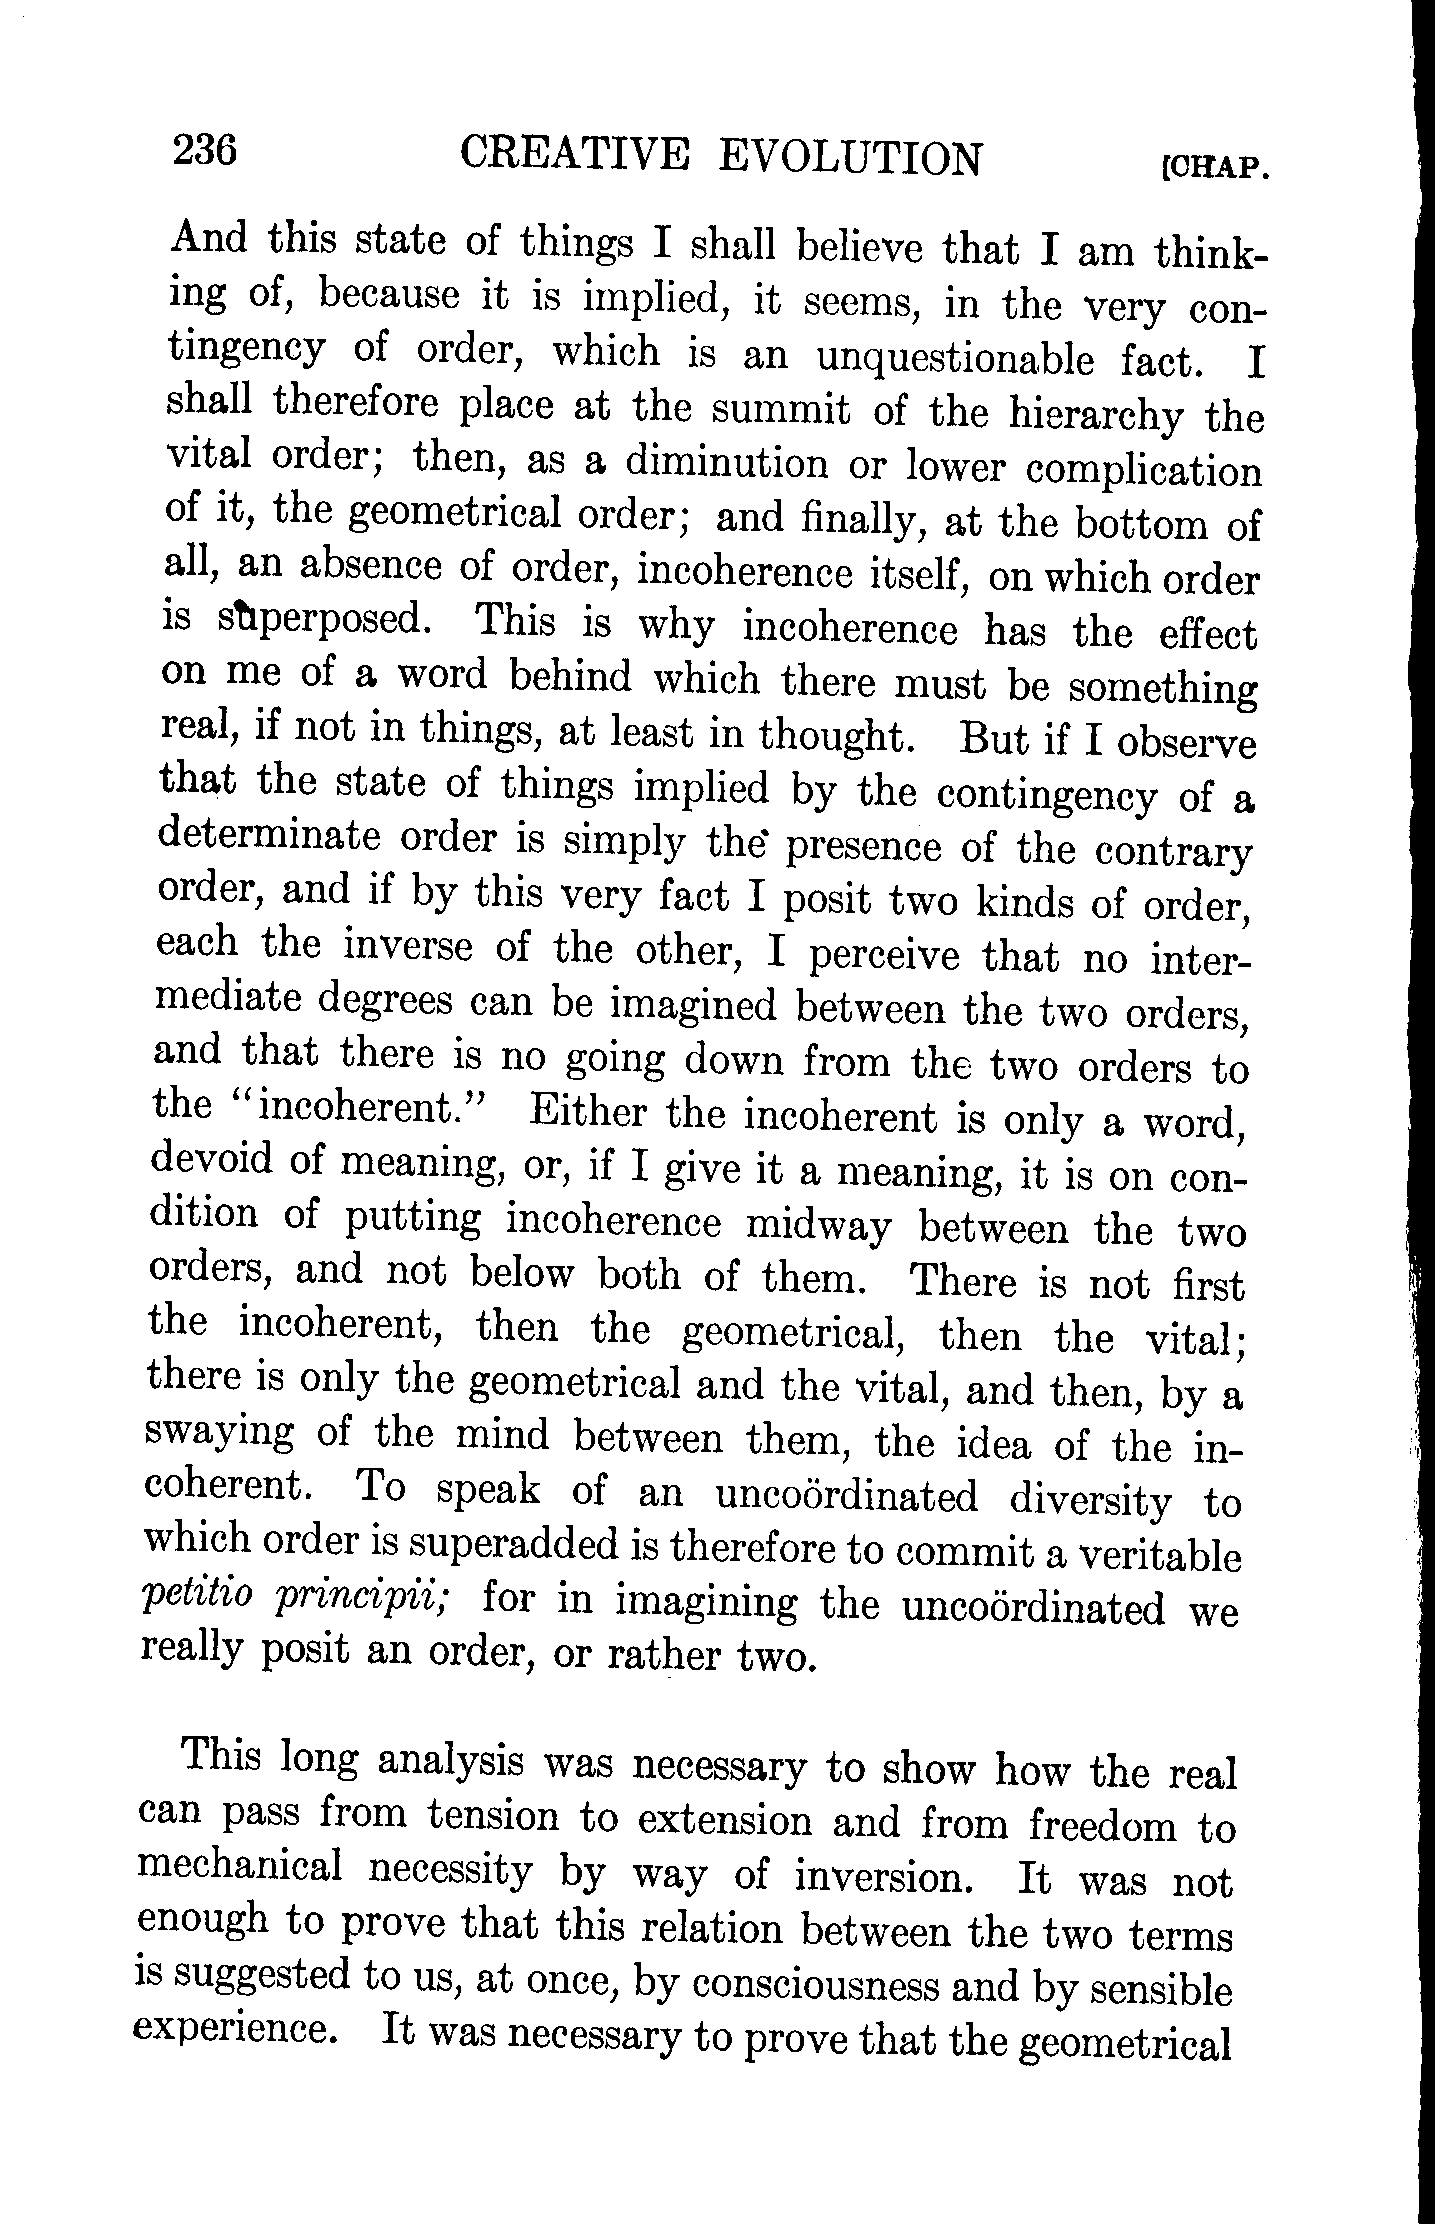 236 CREATIVE EVOLUTION [CHAP.
And this state of things I shall believe that I am think-
ing of, because it is implied, it seems, in the very con-
tingency of order, which is an unquestionable fact. I
shall therefore place at the summit of the hierarchy the
vital order; then, as a diminution or lower complication
of it, the geometrical order; and finally, at the bottom of
all, an absence of order, incoherence itself, on which order
is superposed. This is why incoherence has the effect
on me of a word behind which there must be something
real, if not in things, at least in thought. But if I observe
that the state of things implied by the contingency of a
determinate order is simply the presence of the contrary
order, and if by this very fact I posit two kinds of order,
each the inverse of the other, I perceive that no inter-
mediate degrees can be imagined between the two orders,
and that there is no going down from the two orders to
the "incoherent." Either the incoherent is only a word,
devoid of meaning, or, if I give it a meaning, it is on con-
dition of putting incoherence midway between the two
orders, and not below both of them. There is not first
the incoherent, then the geometrical, then the vital;
there is only the geometrical and the vital, and then, by a
swaying of the mind between them, the idea of the in-
coherent. To speak of an uncoördinated diversity to
which order is superadded is therefore to commit a veritable
petitio principii; for in imagining the uncoördinated we
really posit an order, or rather two.
This long analysis was necessary to show how the real
can pass from tension to extension and from freedom to
mechanical necessity by way of inversion. It was not
enough to prove that this relation between the two terms
is suggested to us, at once, by consciousness and by sensible
experience. It was necessary to prove that the geometrical